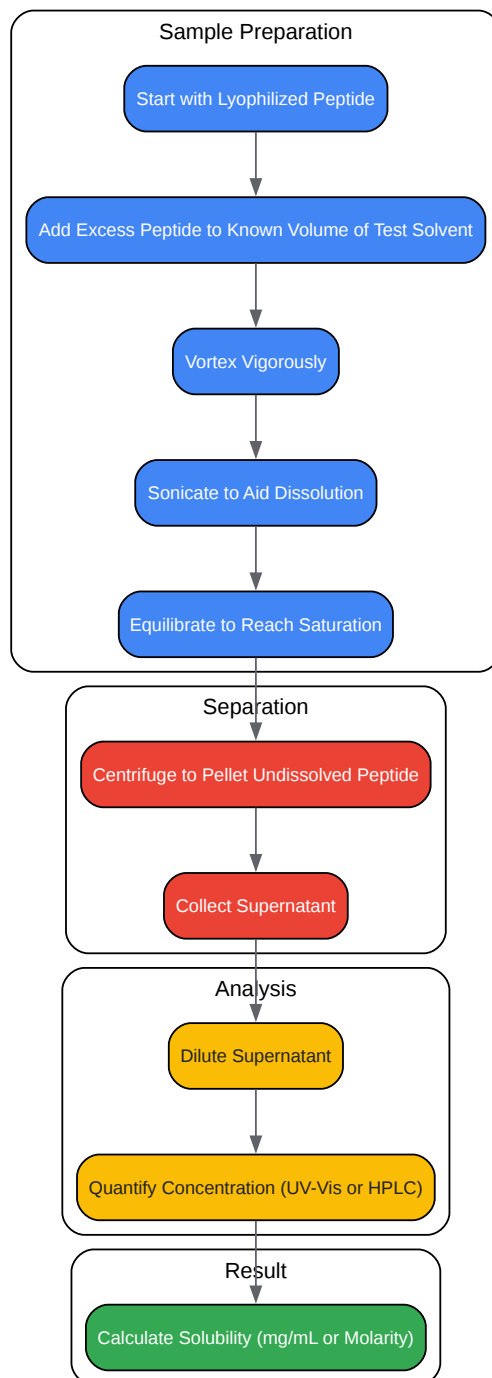 Sample Preparation
Start with Lyophilized Peptide
Add Excess Peptide to Known Volume of Test Solvent
Vortex Vigorously
Sonicate to Aid Dissolution
Equilibrate to Reach Saturation
Separation
Centrifuge to Pellet Undissolved Peptide
Collect Supernatant
Analysis
Dilute Supernatant
Quantify Concentration (UV-Vis or HPLC)
Result
Calculate Solubility (mg/mL or Molarity)